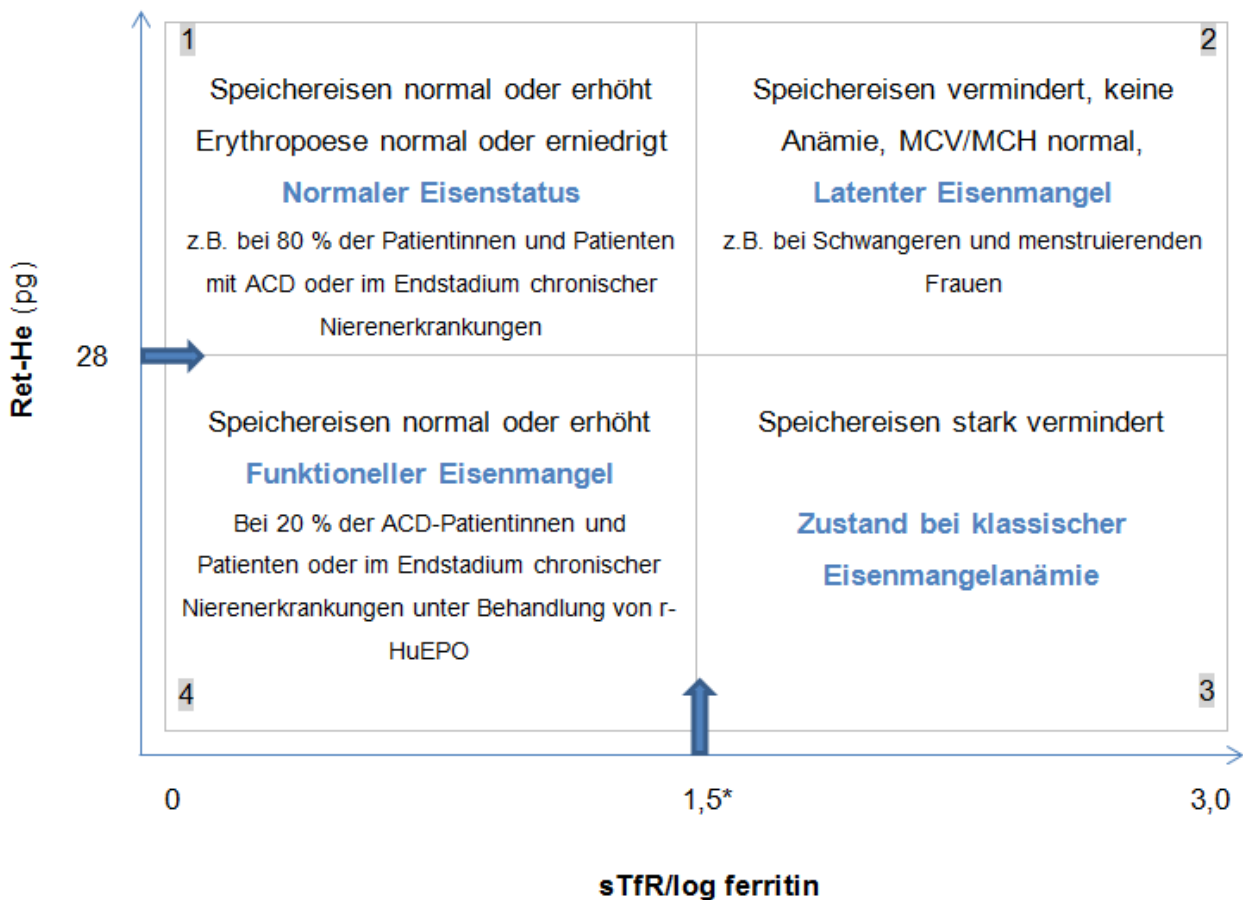 1
Speichereisen normal oder erhöht
Erythropoese normal oder erniedrigt
Normaler Eisenstatus
z.B. bei 80 % der Patientinnen und Patienten
mit ACD oder im Endstadium chronischer
Nierenerkrankungen
2
Speichereisen vermindert, keine
Anämie, MCV/MCH normal,
Latenter Eisenmangel
z.B. bei Schwangeren und menstruierenden
Frauen
Ret-He (pg)
28
Speichereisen normal oder erhöht
Funktioneller Eisenmangel
Bei 20 % der ACD-Patientinnen und
Patienten oder im Endstadium chronischer
Nierenerkrankungen unter Behandlung von r-
HuEPO
4
Speichereisen stark vermindert
Zustand bei klassischer
Eisenmangelanämie
3
0
1,5*
3,0
sTfR/log ferritin